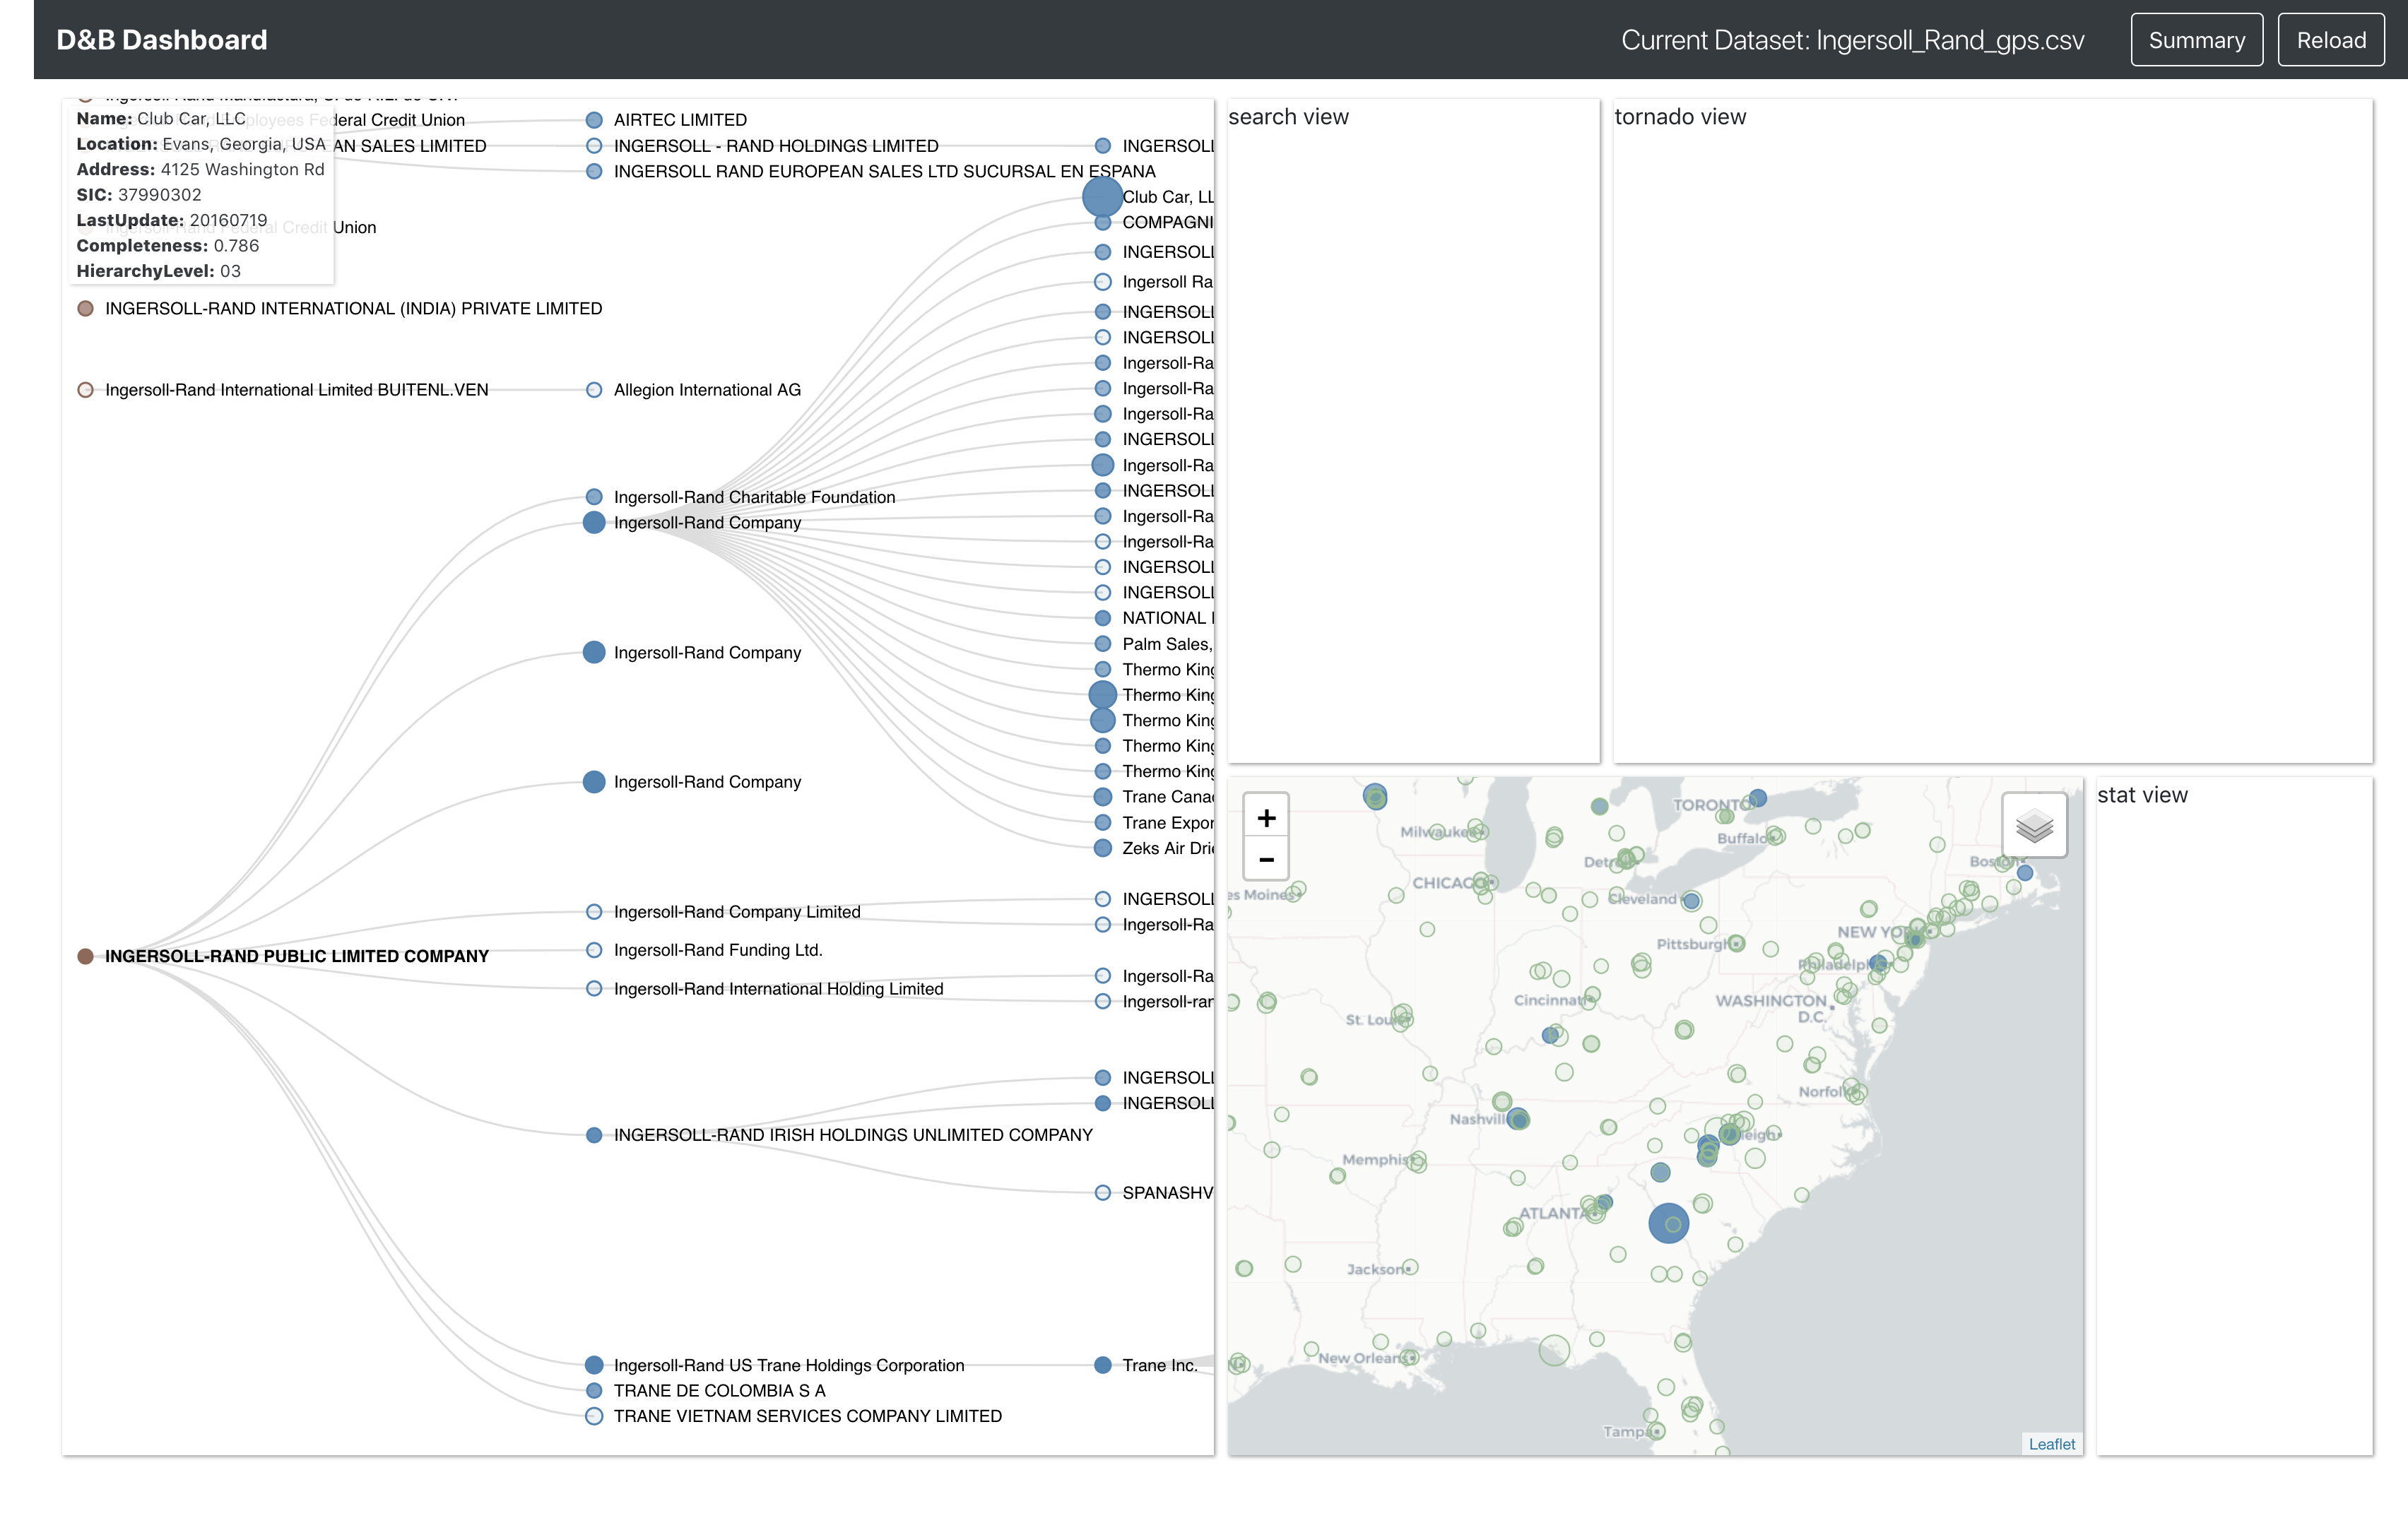 D&B Dashboard
Current Dataset: Ingersoll_Rand_gps.csv
Summary
Reload
Name: Club Car, LLC
Location: Evans, Georgia, USA
Address: 4125 Washington Rd
SIC: 37990302
LastUpdate: 20160719
Completeness: 0.786
HierarchyLevel: 03
deral Credit Union
AN SALES LIMITED
Ingersoll-Rand Federal Credit Union
INGERSOLL-RAND INTERNATIONAL (INDIA) PRIVATE LIMITED
Ingersoll-Rand International Limited BUITENL.VEN
INGERSOLL-RAND PUBLIC LIMITED COMPANY
AIRTEC LIMITED
INGERSOLL - RAND HOLDINGS LIMITED
INGERSOLL RAND EUROPEAN SALES LTD SUCURSAL EN ESPANA
Allegion International AG
Ingersoll-Rand Charitable Foundation
Ingersoll-Rand Company
Ingersoll-Rand Company
Ingersoll-Rand Company
Ingersoll-Rand Company Limited
Ingersoll-Rand Funding Ltd.
Ingersoll-Rand International Holding Limited
INGERSOLL-RAND IRISH HOLDINGS UNLIMITED COMPANY
Ingersoll-Rand US Trane Holdings Corporation
TRANE DE COLOMBIA S A
TRANE VIETNAM SERVICES COMPANY LIMITED
INGERSOLL
Club Car, LL
COMPAGNI
INGERSOLL
Ingersoll Ra
INGERSOLL
INGERSOLL
Ingersoll-Ra
Ingersoll-Ra
Ingersoll-Ra
INGERSOLL
Ingersoll-Ra
INGERSOLL
Ingersoll-Ra
Ingersoll-Ra
INGERSOLL
INGERSOLL
NATIONAL
Palm Sales,
Thermo King
Thermo King
Thermo King
Thermo King
Thermo King
Trane Cana
Trane Expor
Zeks Air Drie
INGERSOLL
Ingersoll-Ra
Ingersoll-Ra
Ingersoll-ran
INGERSOLL
INGERSOLL
SPANASHV
Trane Inc.
search view
tornado view
+
−
TORONTO
Milwaukee
Buffalo
Detroit
Boston
CHICAGO
es Moines
Cleveland
NEW YORK
Pittsburgh
Philadelph
Cincinnati
WASHINGTON
D.C.
St. Louis
Norfolk
Nashville
leigh
Memphis
ATLANTA
Jackson
New Orleans
Tampa
Leaflet
stat view